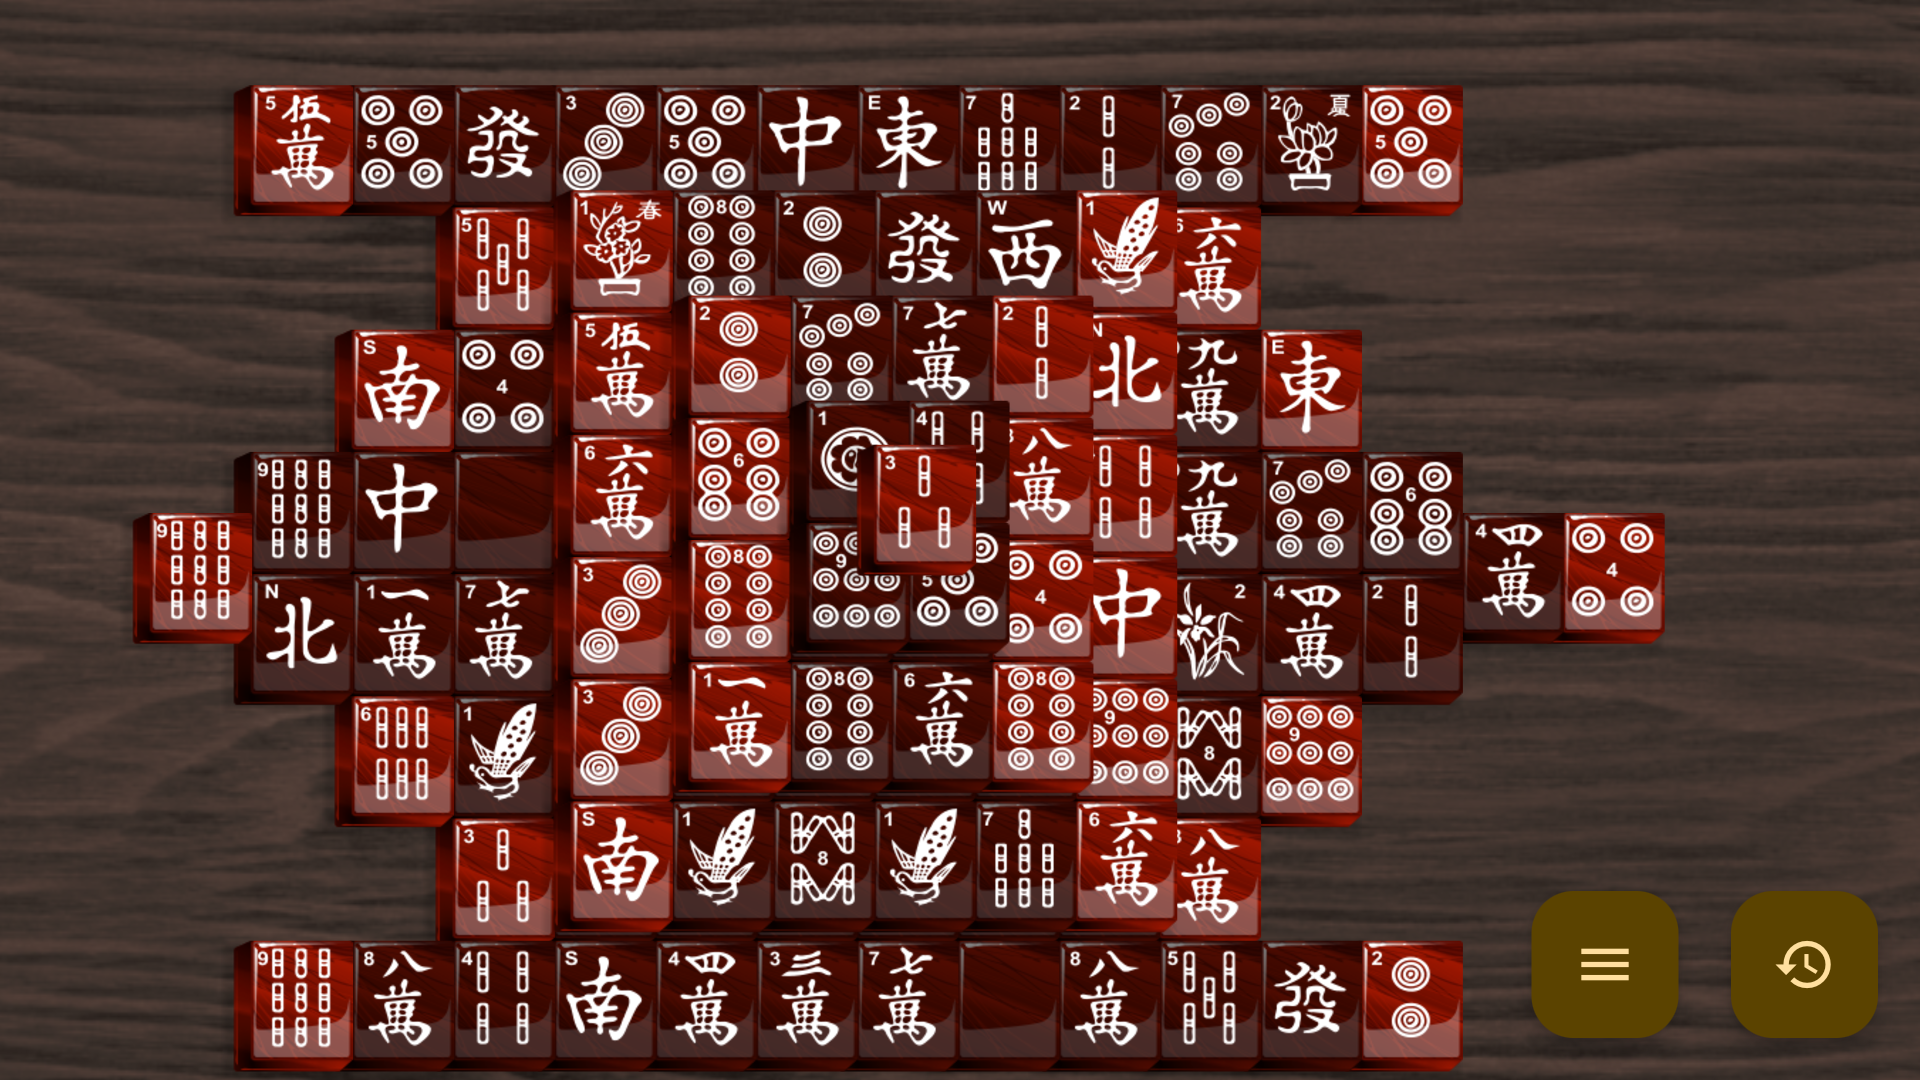 5 伍萬 5 發 3 5 中 E 東 7 2 7 2 夏 5
5 1 春 8 2 發 W 西 1 6 六萬
S 南 4 5 伍萬 2 7 7 七萬 2 N 北 九萬 E 東
9 中 6 六萬 6 1 4 八萬 九萬 7 6
3
9 4 四萬 4
N 北 1 一萬 7 七萬 3 8 9 5 4 中 2 4 四萬 2
6 1 3 1 一萬 8 6 六萬 8 9 8 9
3 S 南 1 8 1 7 6 六萬 八萬
9 8 八萬 4 S 南 4 四萬 3 三萬 7 七萬 8 八萬 5 發 2